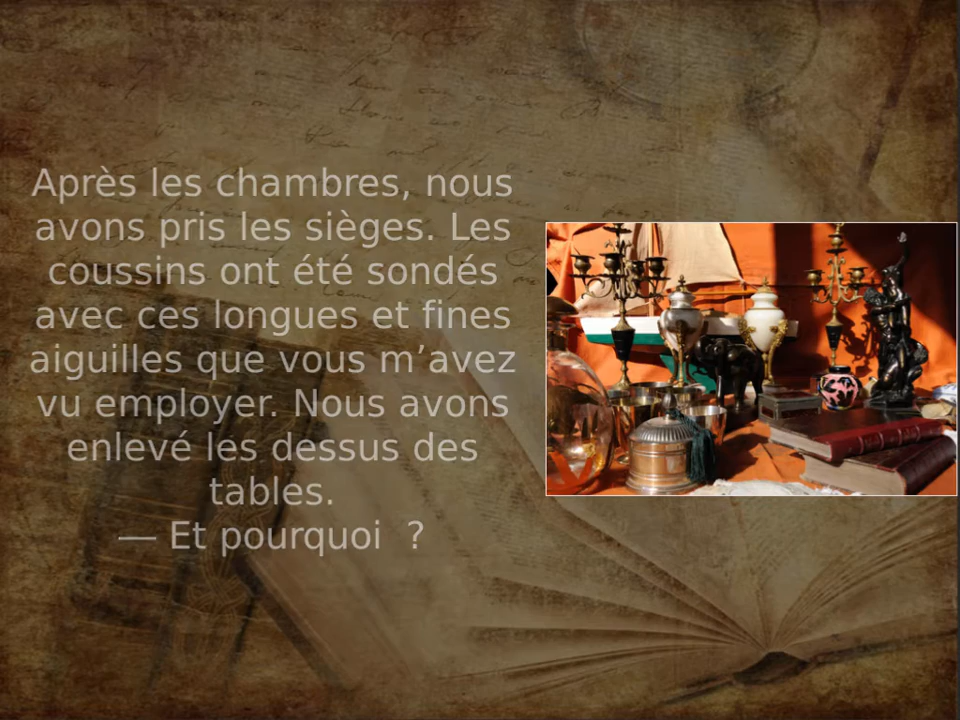 Après les chambres, nous
avons pris les sièges. Les
coussins ont été sondés
avec ces longues et fines
aiguilles que vous m’avez
vu employer. Nous avons
enlevé les dessus des
tables.
— Et pourquoi  ?